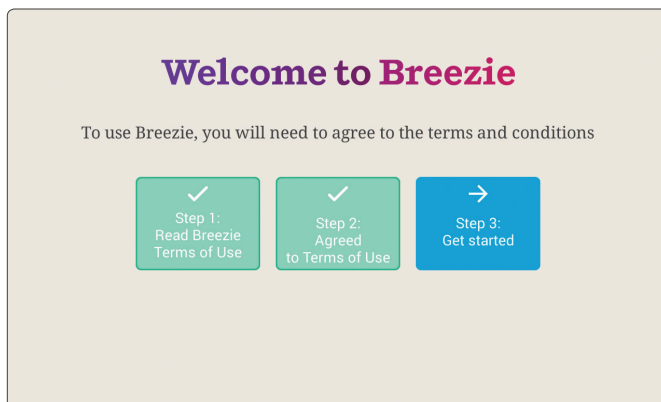 Welcome to Breezie
To use Breezie, you will need to agree to the terms and conditions
Step 1:
Read Breezie
Terms of Use
Step 2:
Agreed
to Terms of Use
Step 3:
Get started